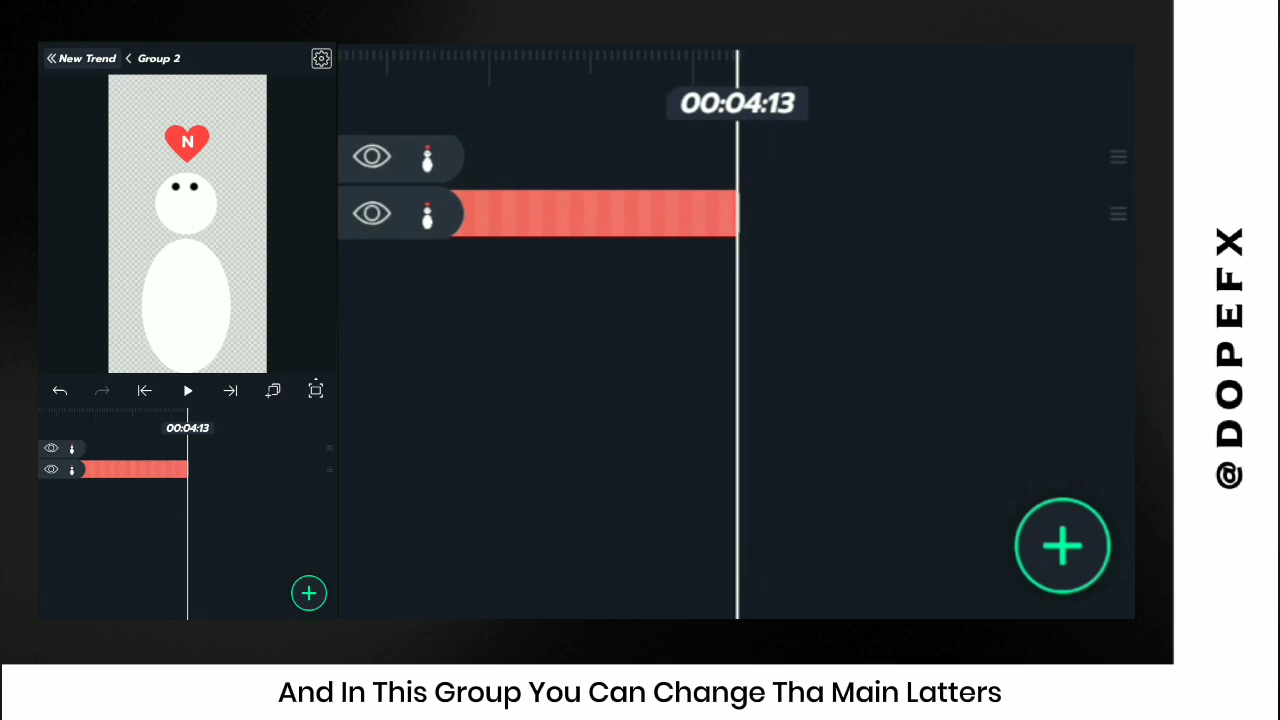 New Trend
Group 2
N
00:04:13
00:04:13
@DOPEFX
And In This Group You Can Change Tha Main Latters